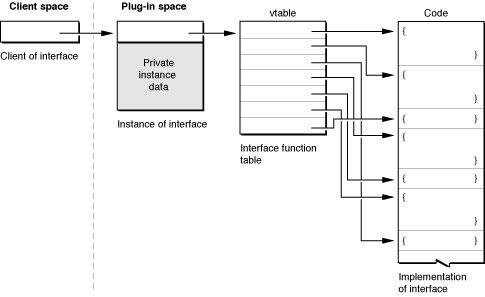 Client space
Plug-in space
vtable
Code
Client of interface
Private
instance
data
Instance of interface
Interface function
table
{
}
{
}
{ }
{
}
{ }
{
}
{ }
Implementation
of interface